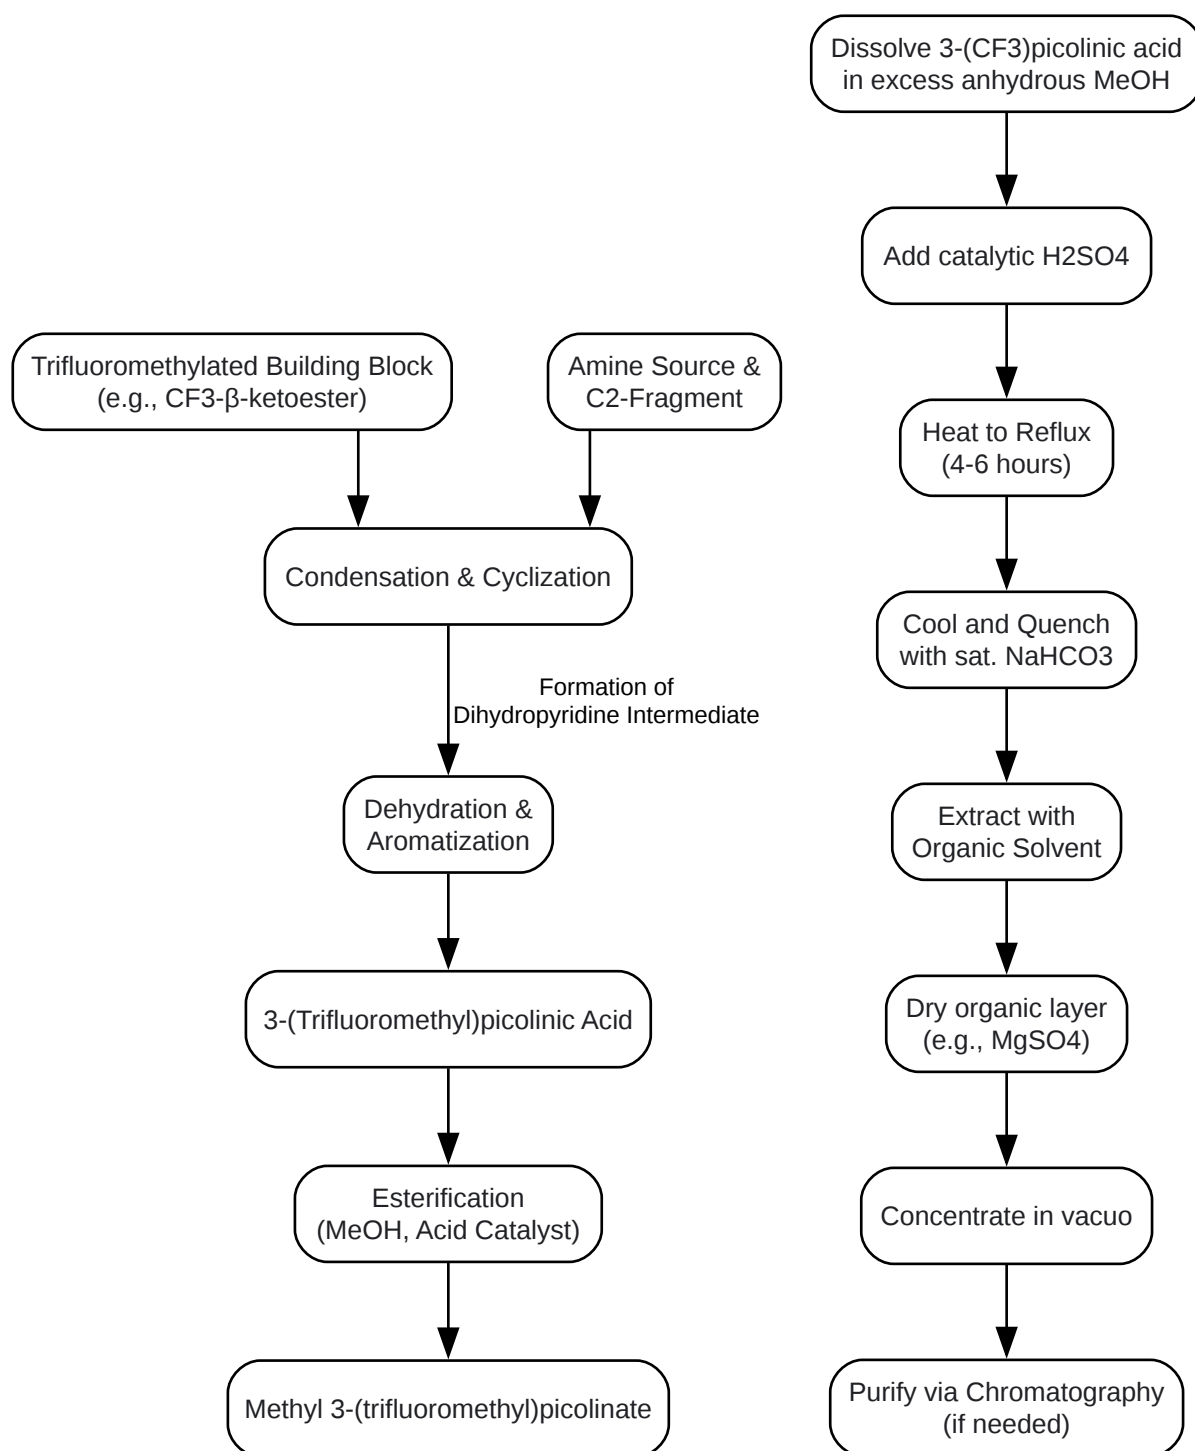 Trifluoromethylated Building Block
(e.g., CF3-β-ketoester)
Amine Source &
C2-Fragment
Condensation & Cyclization
Formation of
Dihydropyridine Intermediate
Dehydration &
Aromatization
3-(Trifluoromethyl)picolinic Acid
Esterification
(MeOH, Acid Catalyst)
Methyl 3-(trifluoromethyl)picolinate
Dissolve 3-(CF3)picolinic acid
in excess anhydrous MeOH
Add catalytic H2SO4
Heat to Reflux
(4-6 hours)
Cool and Quench
with sat. NaHCO3
Extract with
Organic Solvent
Dry organic layer
(e.g., MgSO4)
Concentrate in vacuo
Purify via Chromatography
(if needed)